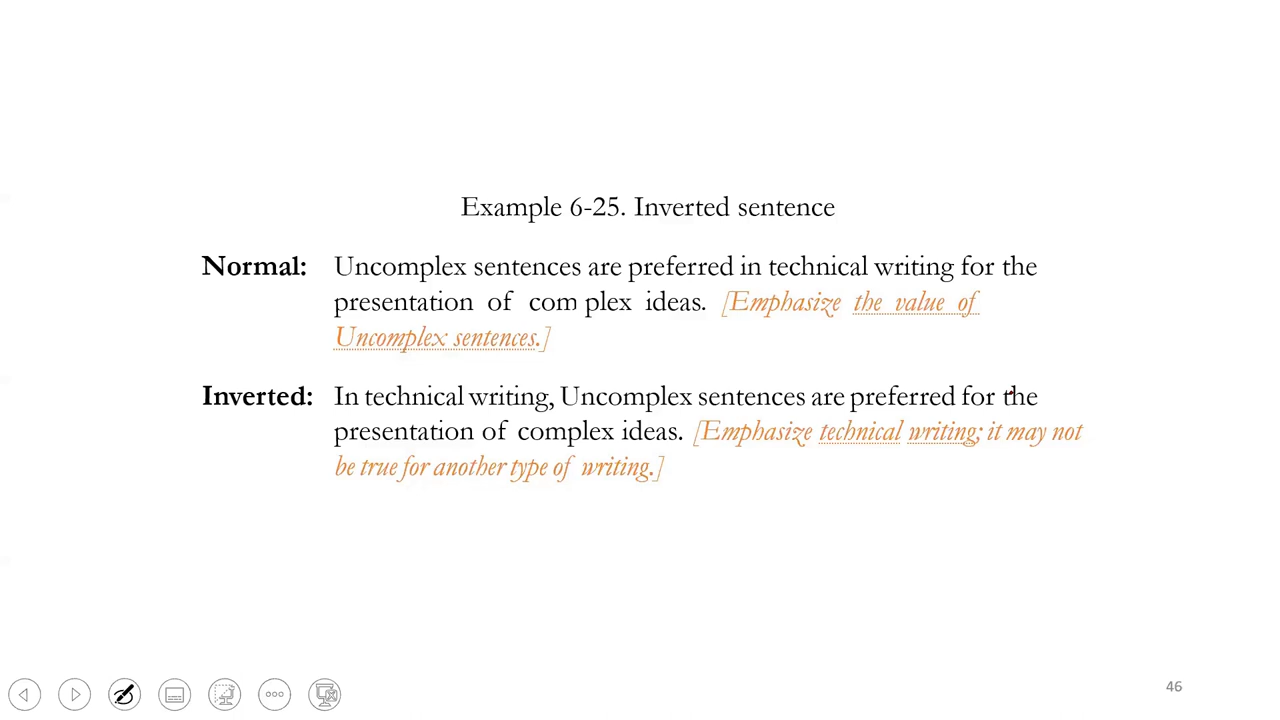 Example 6-25. Inverted sentence
Normal: Uncomplex sentences are preferred in technical writing for the
presentation of com plex ideas. [Emphasize the value of
Uncomplex sentences.]
Inverted: In technical writing, Uncomplex sentences are preferred for the
presentation of complex ideas. [Emphasize technical writing; it may not
be true for another type of writing.]
46